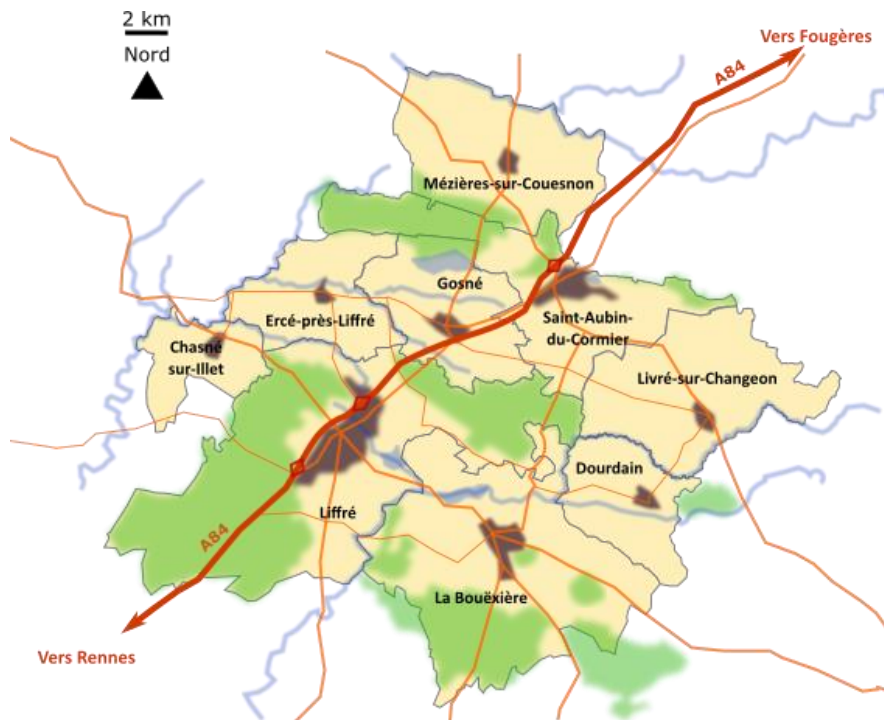 2 km
Nord
Vers Fougères
A84
Mézières-sur-Couesnon
Gosné
Ercé-près-Liffré
Saint-Aubin-
du-Cormier
Chasné
sur-Illet
Livré-sur-Changeon
Dourdain
Liffré
A84
La Bouëxière
Vers Rennes